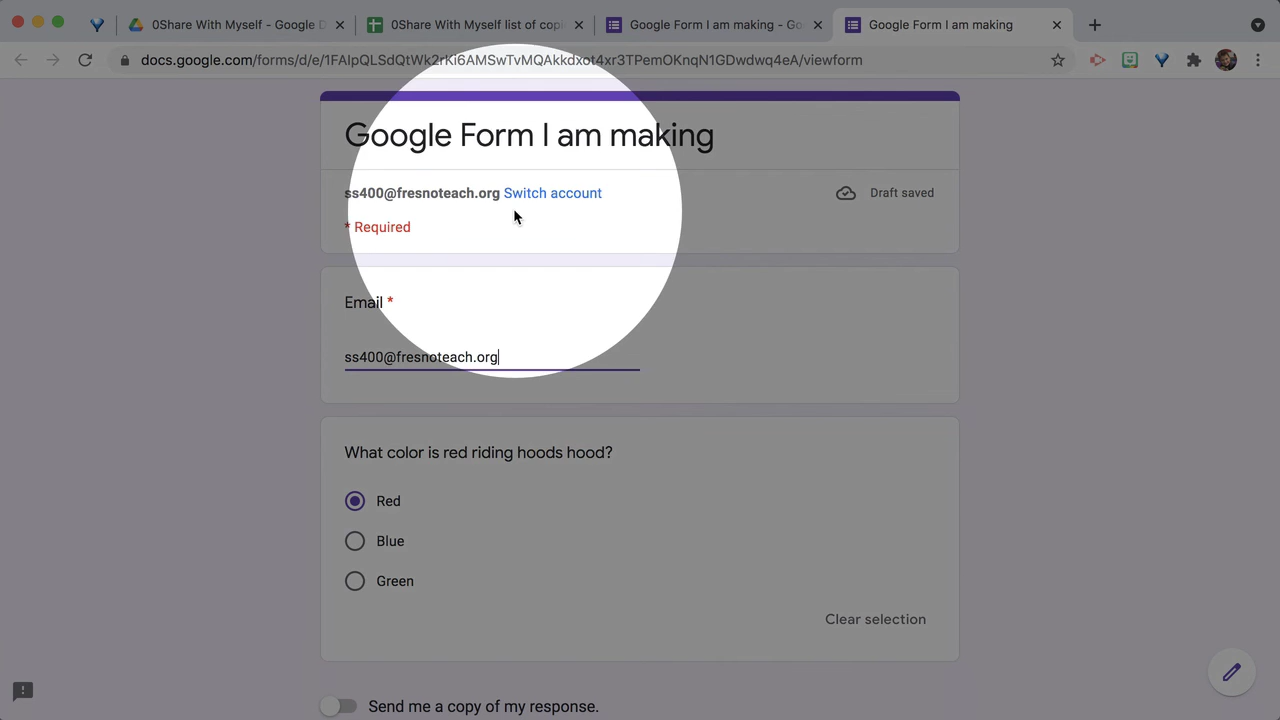 0Share With Myself - Google D
0Share With Myself list of copie
Google Form I am making - Go
Google Form I am making
docs.google.com/forms/d/e/1FAIpQLSdQtWk2rKi6AMSwTvMQAkkdxot4xr3TPemOKnqN1GDwdwq4eA/viewform
Google Form I am making
ss400@fresnoteach.org Switch account
Draft saved
* Required
Email *
ss400@fresnoteach.org
What color is red riding hoods hood?
Red
Blue
Green
Clear selection
Send me a copy of my response.